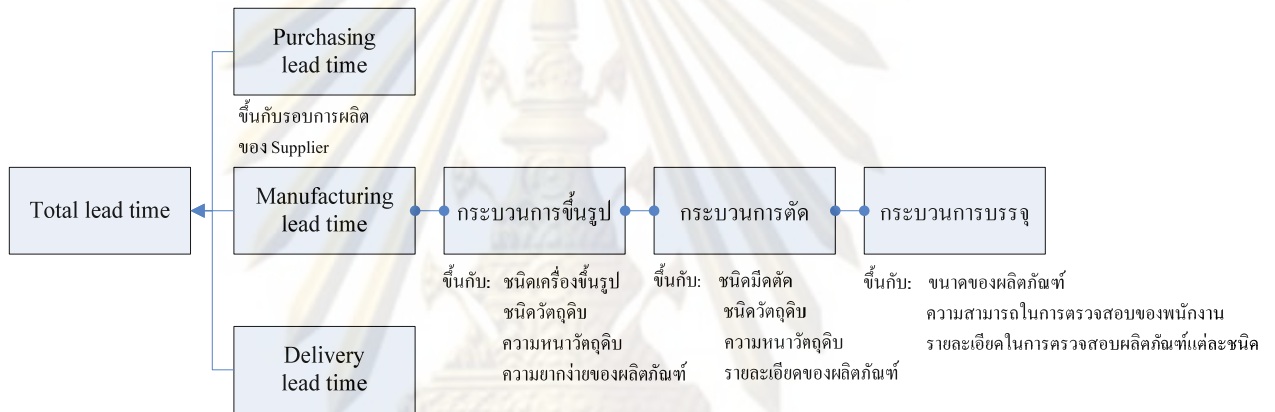 Purchasing
lead time
ขึ้นกับรอบการผลิต
ของ Supplier
Total lead time
Manufacturing
lead time
กระบวนการขึ้นรูป
กระบวนการตัด
กระบวนการบรรจุ
ขึ้นกับ: ชนิดเครื่องขึ้นรูป
ชนิดวัตถุดิบ
ความหนาวัตถุดิบ
ความยากง่ายของผลิตภัณฑ์
ขึ้นกับ: ชนิดมีดตัด
ชนิดวัตถุดิบ
ความหนาวัตถุดิบ
รายละเอียดของผลิตภัณฑ์
ขึ้นกับ: ขนาดของผลิตภัณฑ์
ความสามารถในการตรวจสอบของพนักงาน
รายละเอียดในการตรวจสอบผลิตภัณฑ์แต่ละชนิด
Delivery
lead time